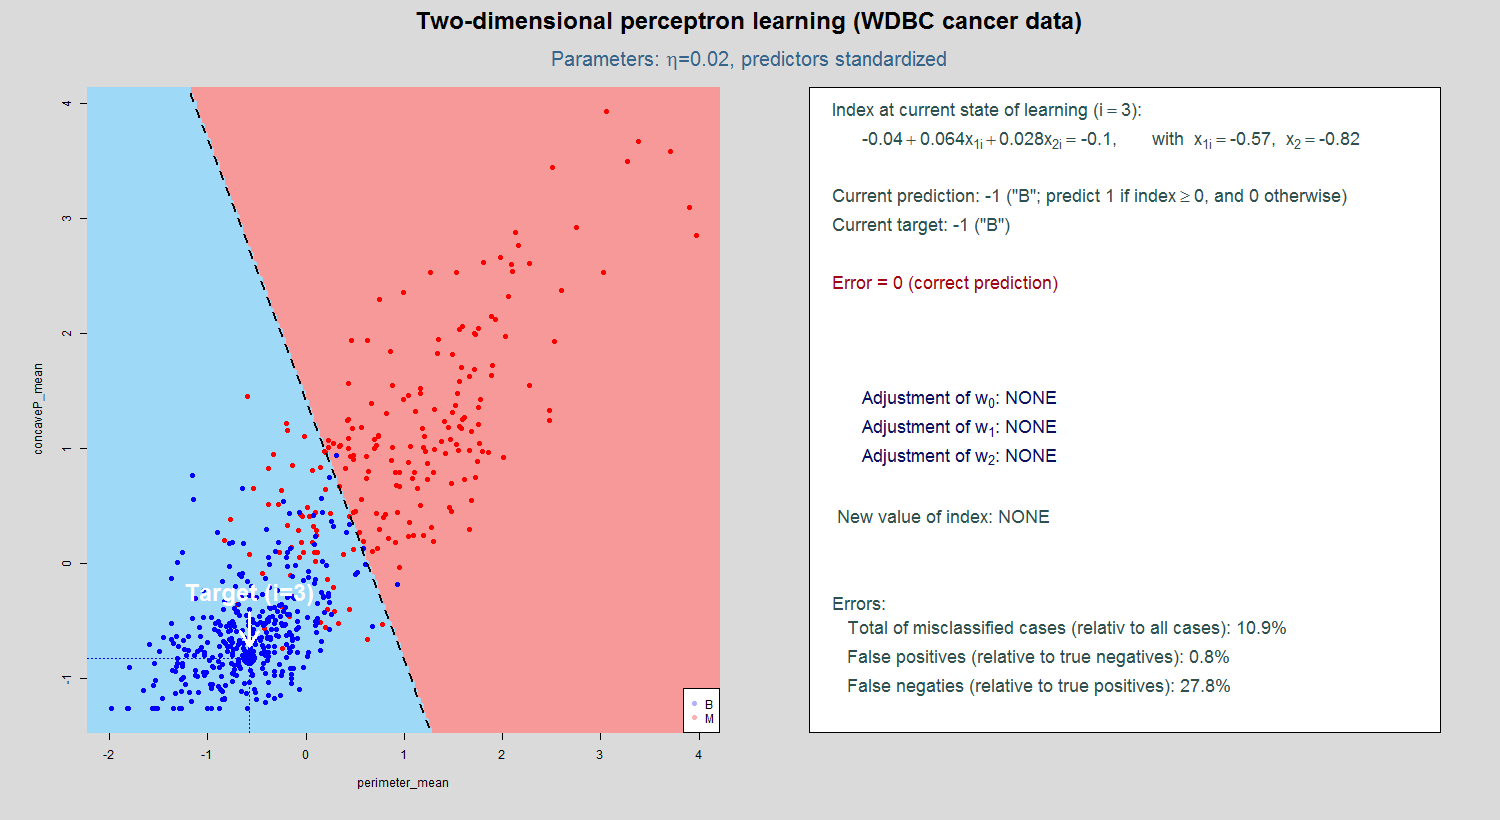 Two-dimensional perceptron learning (WDBC cancer data)
Parameters: η=0.02, predictors standardized
4
3
2
1
0
-1
concaveP_mean
Target (i=3)
B
M
-2 -1 0 1 2 3 4
perimeter_mean
Index at current state of learning (i = 3):
-0.04 + 0.064x1i + 0.028x2i = -0.1, with x1i = -0.57, x2 = -0.82
Current prediction: -1 ("B"; predict 1 if index ≥ 0, and 0 otherwise)
Current target: -1 ("B")
Error = 0 (correct prediction)
Adjustment of w0: NONE
Adjustment of w1: NONE
Adjustment of w2: NONE
New value of index: NONE
Errors:
Total of misclassified cases (relativ to all cases): 10.9%
False positives (relative to true negatives): 0.8%
False negaties (relative to true positives): 27.8%